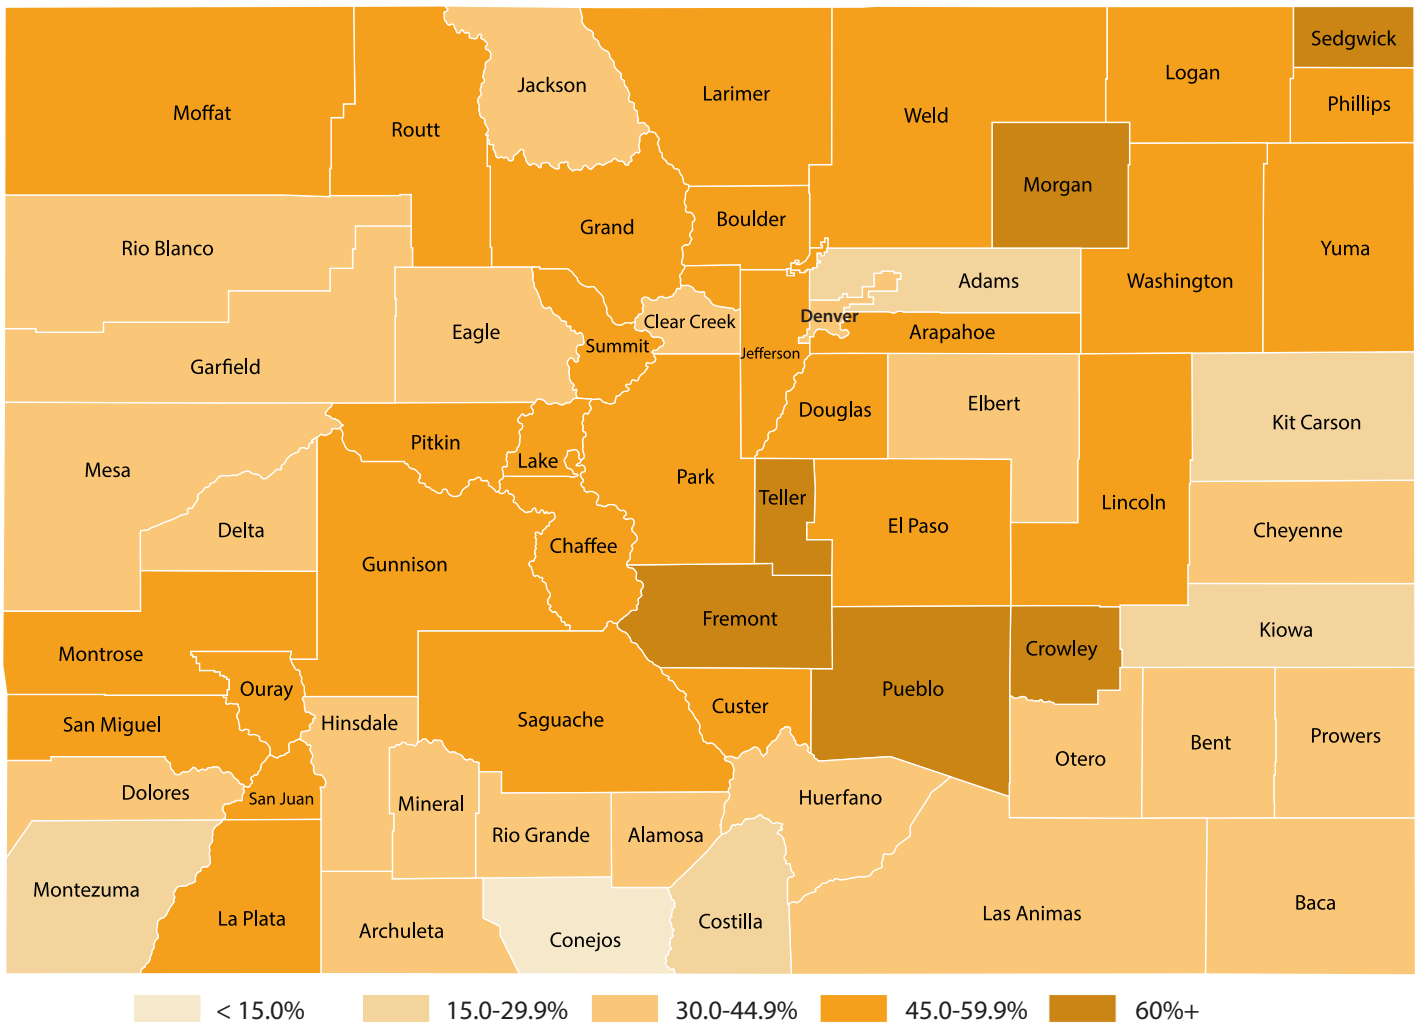 Sedgwick
Logan
Jackson
Larimer
Phillips
Moffat
Weld
Routt
Morgan
Boulder
Grand
Rio Blanco
Yuma
Adams
Washington
Denver
Clear Creek
Eagle
Arapahoe
Summit
Jefferson
Garfield
Elbert
Douglas
Kit Carson
Pitkin
Lake
Mesa
Park
Teller
Lincoln
El Paso
Delta
Cheyenne
Chaffee
Gunnison
Fremont
Kiowa
Crowley
Montrose
Ouray
Pueblo
Custer
San Miguel
Hinsdale
Saguache
Prowers
Bent
Otero
Dolores
San Juan
Huerfano
Mineral
Rio Grande
Alamosa
Montezuma
Baca
Las Animas
La Plata
Costilla
Archuleta
Conejos
< 15.0% 15.0-29.9% 30.0-44.9% 45.0-59.9% 60%+